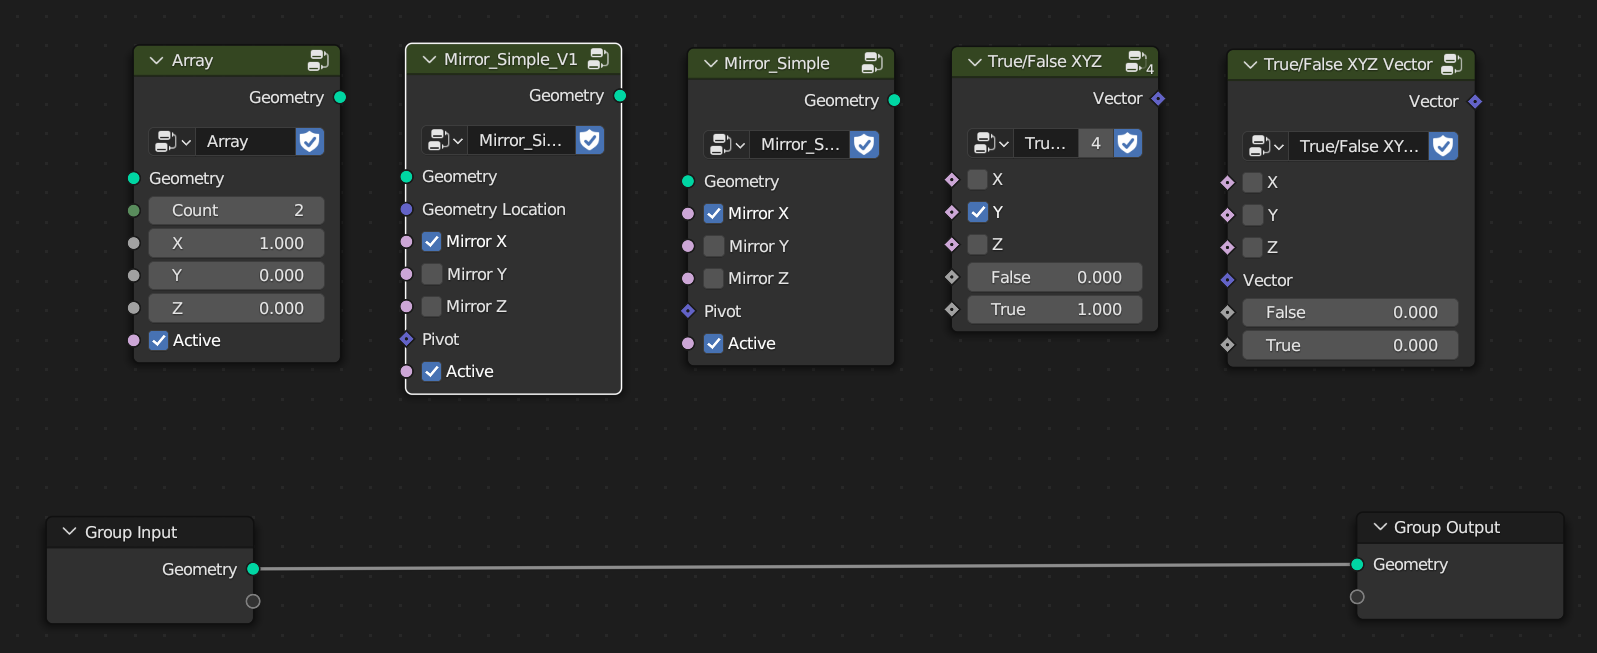 Array
Geometry
Array
Geometry
Count 2
X 1.000
Y 0.000
Z 0.000
Active
Mirror_Simple_V1
Geometry
Mirror_Si...
Geometry
Geometry Location
Mirror X
Mirror Y
Mirror Z
Pivot
Active
Mirror_Simple
Geometry
Mirror_S...
Geometry
Mirror X
Mirror Y
Mirror Z
Pivot
Active
True/False XYZ
4
Vector
Tru... 4
X
Y
Z
False 0.000
True 1.000
True/False XYZ Vector
Vector
True/False XY...
X
Y
Z
Vector
False 0.000
True 0.000
Group Input
Geometry
Group Output
Geometry